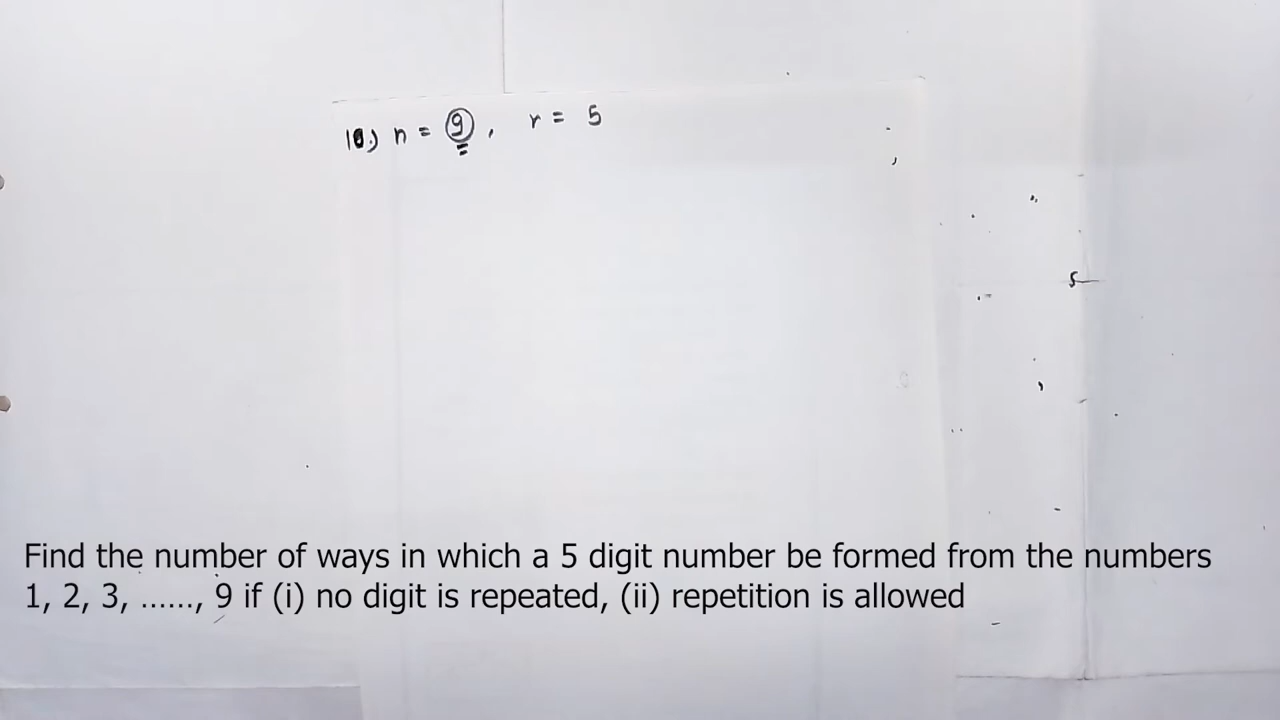 10.) n = 9, r = 5
Find the number of ways in which a 5 digit number be formed from the numbers
1, 2, 3, ......, 9 if (i) no digit is repeated, (ii) repetition is allowed